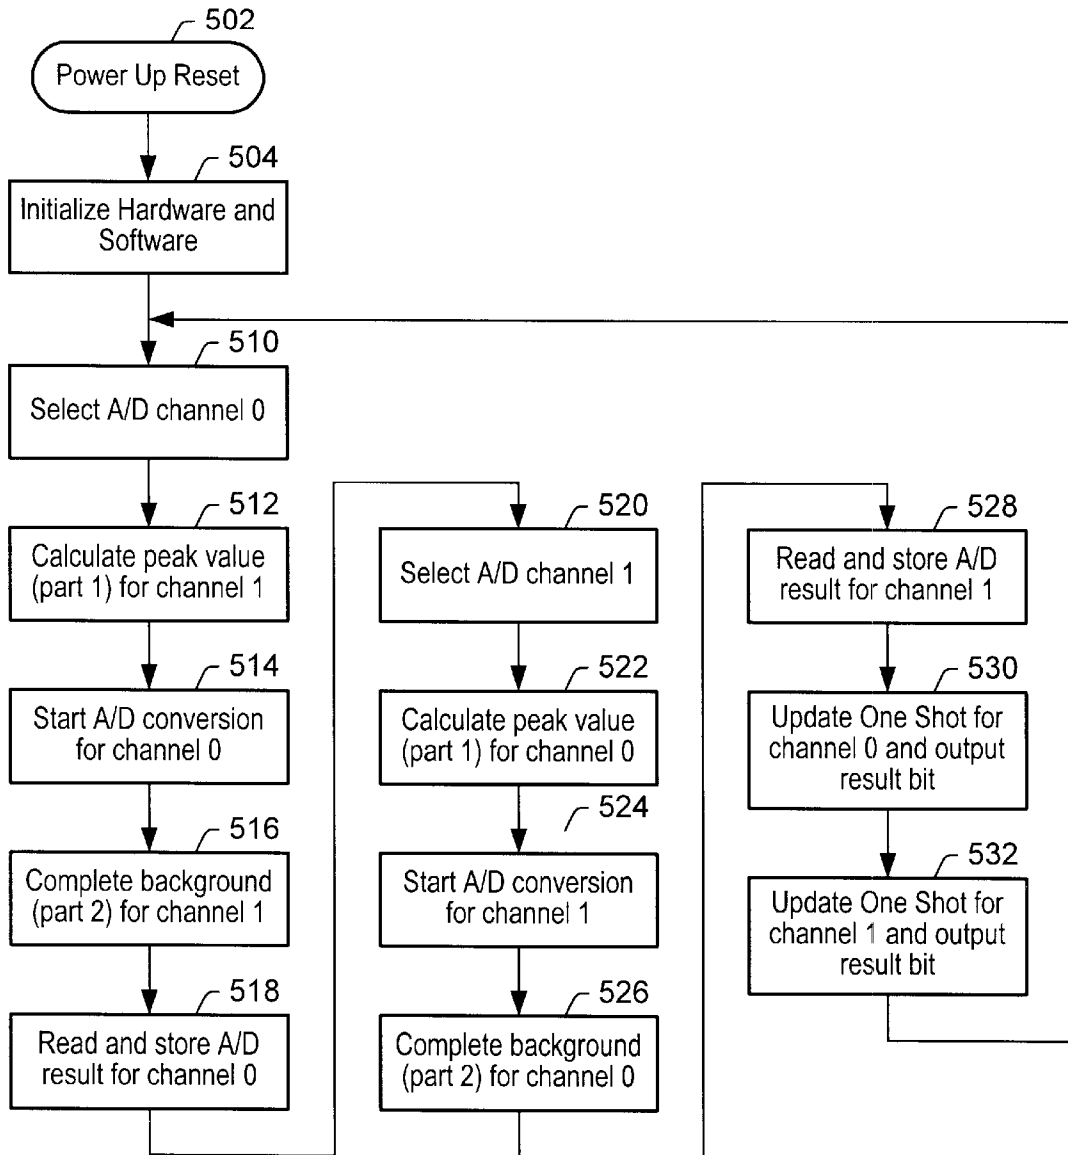 502
Power Up Reset
504
Initialize Hardware and
Software
510
Select A/D channel 0
512
Calculate peak value
(part 1) for channel 1
514
Start A/D conversion
for channel 0
516
Complete background
(part 2) for channel 1
518
Read and store A/D
result for channel 0
520
Select A/D channel 1
522
Calculate peak value
(part 1) for channel 0
524
Start A/D conversion
for channel 1
526
Complete background
(part 2) for channel 0
528
Read and store A/D
result for channel 1
530
Update One Shot for
channel 0 and output
result bit
532
Update One Shot for
channel 1 and output
result bit